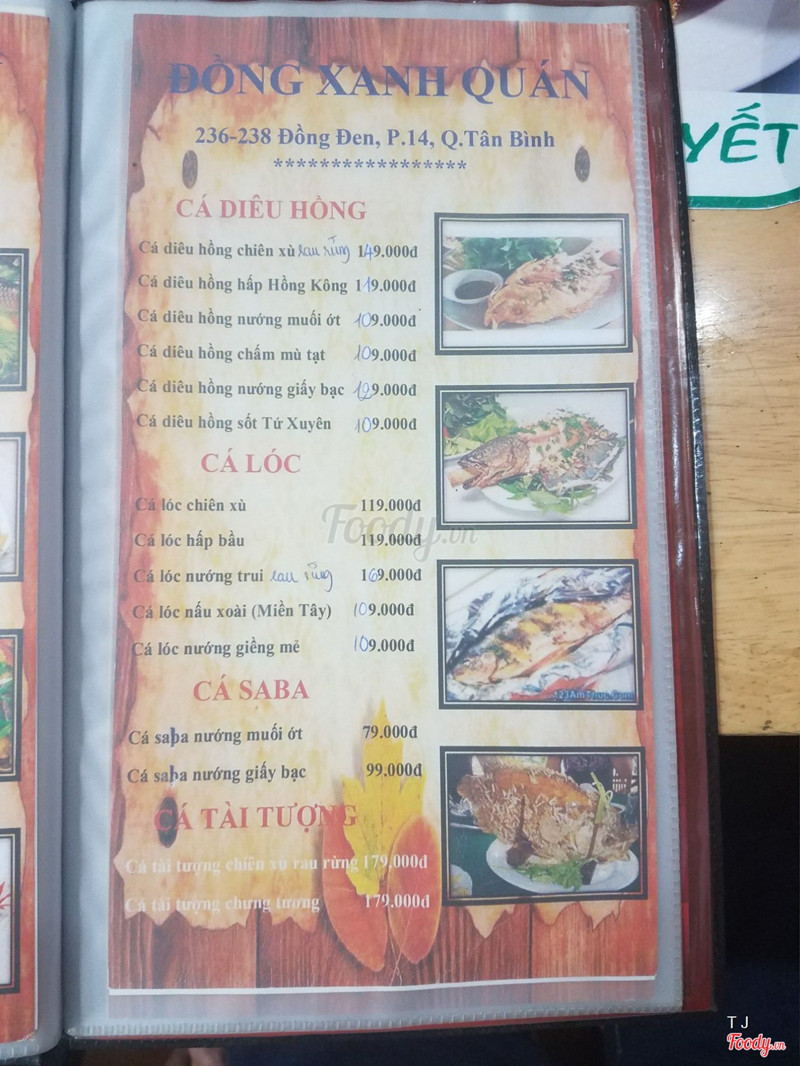 ĐỒNG XANH QUÁN
236-238 Đồng Đen, P.14, Q.Tân Bình
*****************
CÁ DIÊU HỒNG
Cá diêu hồng chiên xù rau rừng 149.000đ
Cá diêu hồng hấp Hồng Kông 119.000đ
Cá diêu hồng nướng muối ớt 109.000đ
Cá diêu hồng chấm mù tạt 109.000đ
Cá diêu hồng nướng giấy bạc 129.000đ
Cá diêu hồng sốt Tứ Xuyên 109.000đ
CÁ LÓC
Cá lóc chiên xù 119.000đ
Cá lóc hấp bầu 119.000đ
Cá lóc nướng trui rau rừng 169.000đ
Cá lóc nấu xoài (Miền Tây) 109.000đ
Cá lóc nướng giềng mẻ 109.000đ
CÁ SABA
Cá saba nướng muối ớt 79.000đ
Cá saba nướng giấy bạc 99.000đ
CÁ TÀI TƯỢNG
Cá tài tượng chiên xù rau rừng 179.000đ
Cá tài tượng chưng tương 179.000đ
YẾT
Foody.vn
123AmThuc.Com
T J
Foody.vn